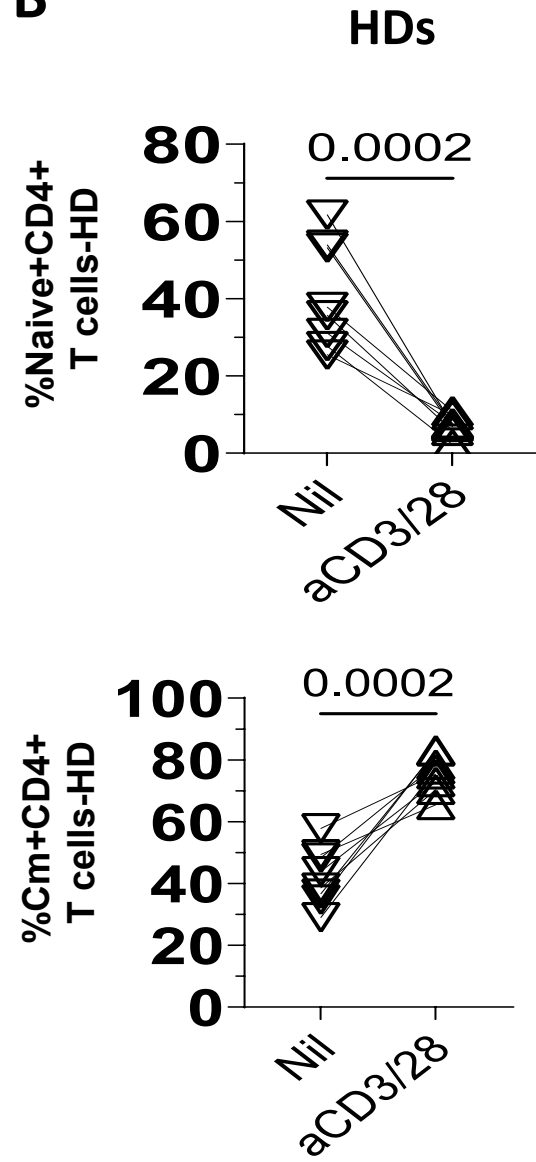 B
HDs
%Naive+CD4+
T cells-HD
80
60
40
20
0
0.0002
Nil
aCD3/28
%Cm+CD4+
T cells-HD
100
80
60
40
20
0
0.0002
Nil
aCD3/28